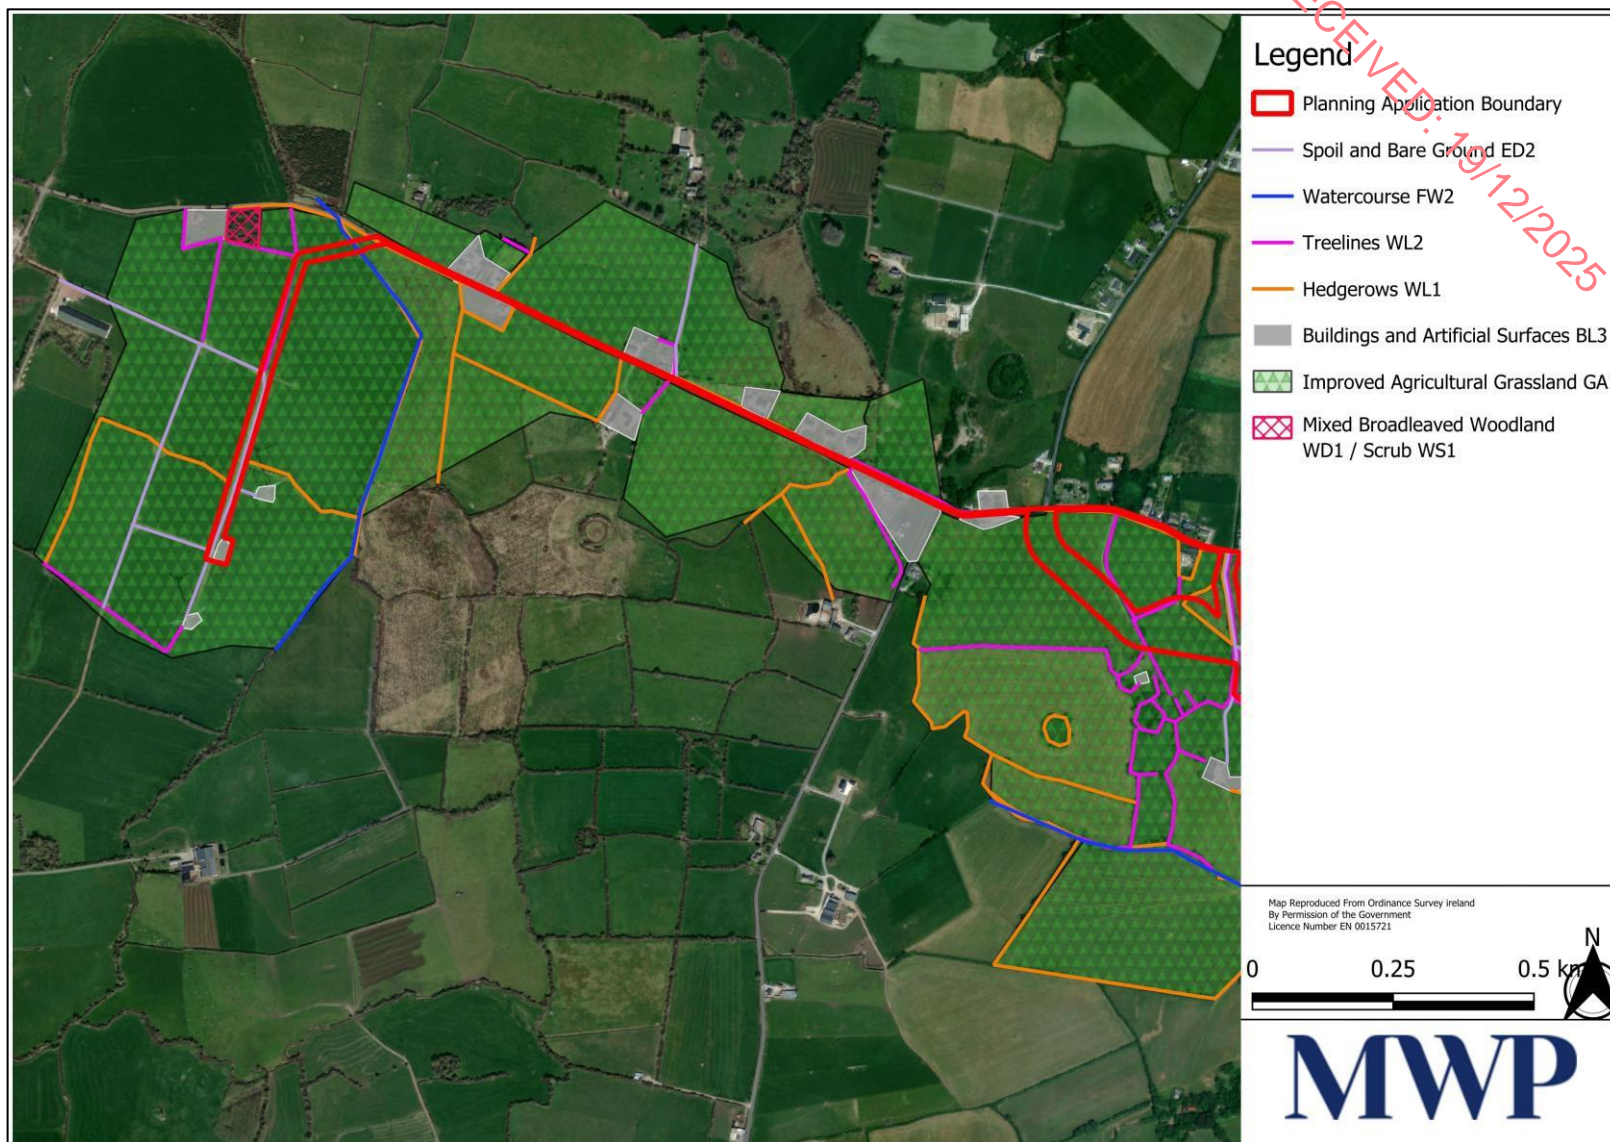 RECEIVED: 19/12/2025
Legend
Planning Application Boundary
Spoil and Bare Ground ED2
Watercourse FW2
Treelines WL2
Hedgerows WL1
Buildings and Artificial Surfaces BL3
Improved Agricultural Grassland GA
Mixed Broadleaved Woodland
WD1 / Scrub WS1
Map Reproduced From Ordinance Survey ireland
By Permission of the Government
Licence Number EN 0015721
N
0 0.25 0.5 km
MWP